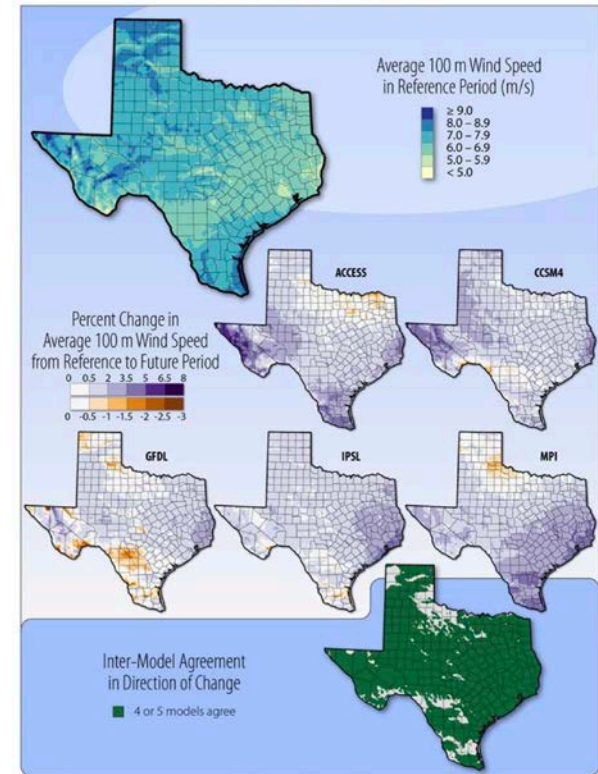 Average 100 m Wind Speed
in Reference Period (m/s)
≥ 9.0
8.0 – 8.9
7.0 – 7.9
6.0 – 6.9
5.0 – 5.9
< 5.0
ACCESS
CCSM4
Percent Change in
Average 100 m Wind Speed
from Reference to Future Period
0 0.5 2 3.5 5 6.5 8
0 -0.5 -1 -1.5 -2 -2.5 -3
GFDL
IPSL
MPI
Inter-Model Agreement
in Direction of Change
4 or 5 models agree